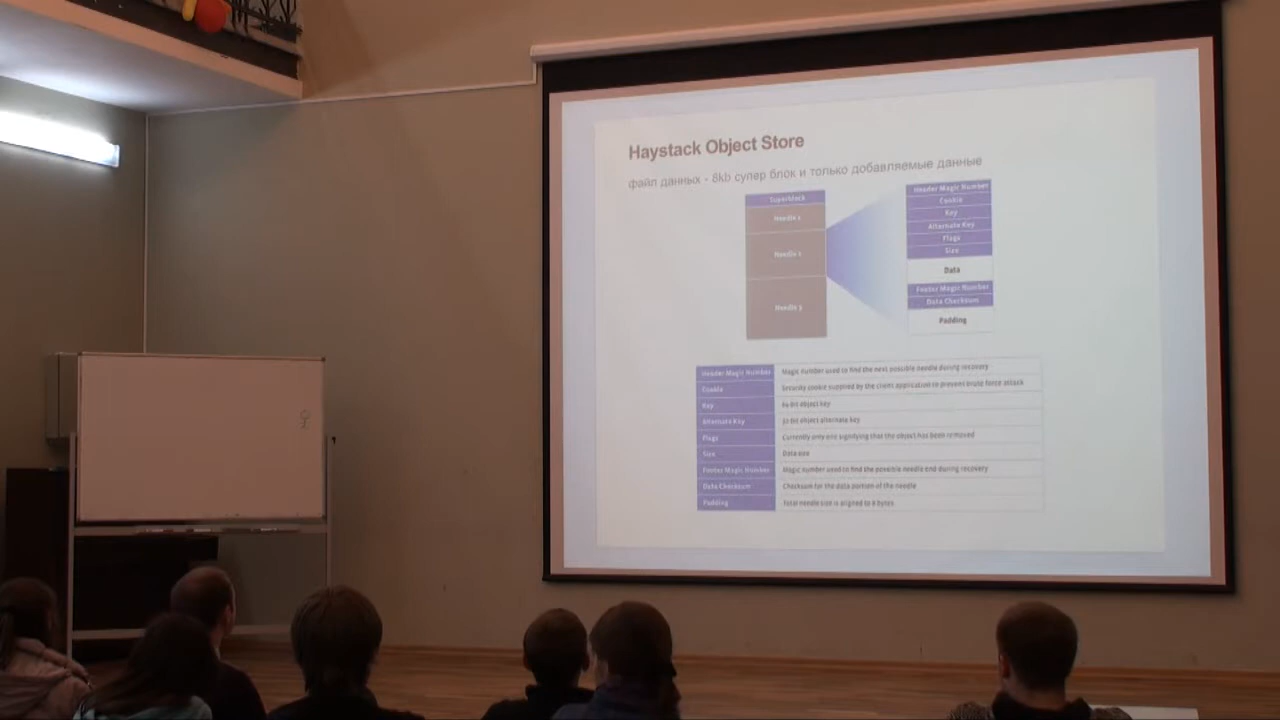 Haystack Object Store
файл данных - 8kb супер блок и только добавляемые данные
Superblock
Needle 1
Needle 2
Needle 3
Header Magic Number
Cookie
Key
Alternate Key
Flags
Size
Data
Footer Magic Number
Data Checksum
Padding
Header Magic Number Magic number used to find the next possible needle during recovery
Cookie Security cookie supplied by the client application to prevent brute force attack
Key 64-bit object key
Alternate Key 32-bit object alternate key
Flags Currently only one signifying that the object has been removed
Size Data size
Footer Magic Number Magic number used to find the possible needle end during recovery
Data Checksum Checksum for the data portion of the needle
Padding Total needle size is aligned to 8 bytes